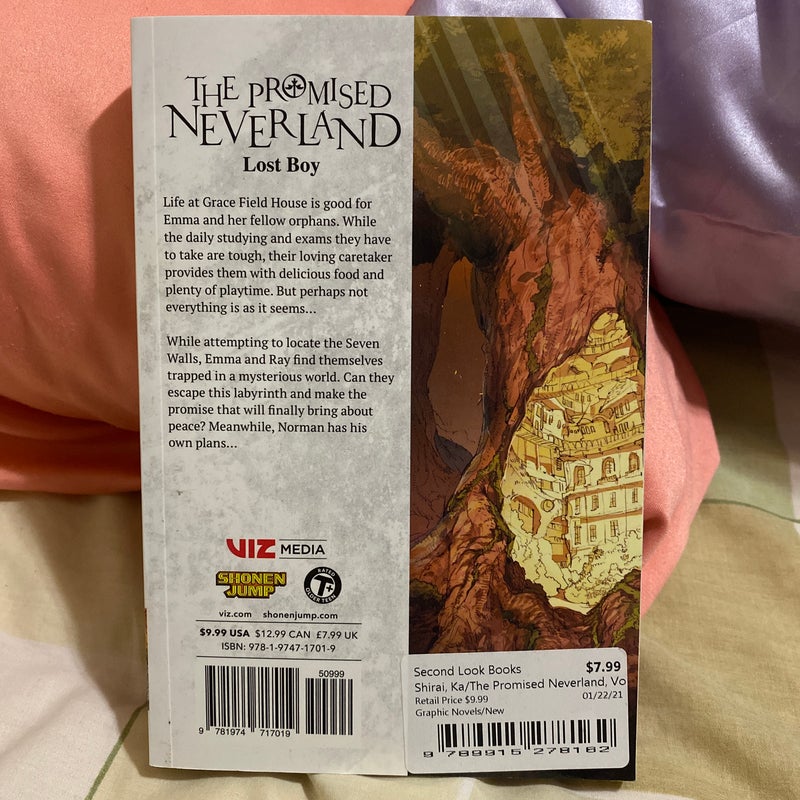 THE PROMISED
NEVERLAND
Lost Boy
Life at Grace Field House is good for
Emma and her fellow orphans. While
the daily studying and exams they have
to take are tough, their loving caretaker
provides them with delicious food and
plenty of playtime. But perhaps not
everything is as it seems...
While attempting to locate the Seven
Walls, Emma and Ray find themselves
trapped in a mysterious world. Can they
escape this labyrinth and make the
promise that will finally bring about
peace? Meanwhile, Norman has his
own plans...
VIZ MEDIA
SHONEN
JUMP
RATED
T+
OLDER TEEN
viz.com shonenjump.com
$9.99 USA $12.99 CAN £7.99 UK
ISBN: 978-1-9747-1701-9
50999
9 781974 717019
Second Look Books $7.99
Shirai, Ka/The Promised Neverland, Vo
Retail Price $9.99 01/22/21
Graphic Novels/New
9 789915 278182